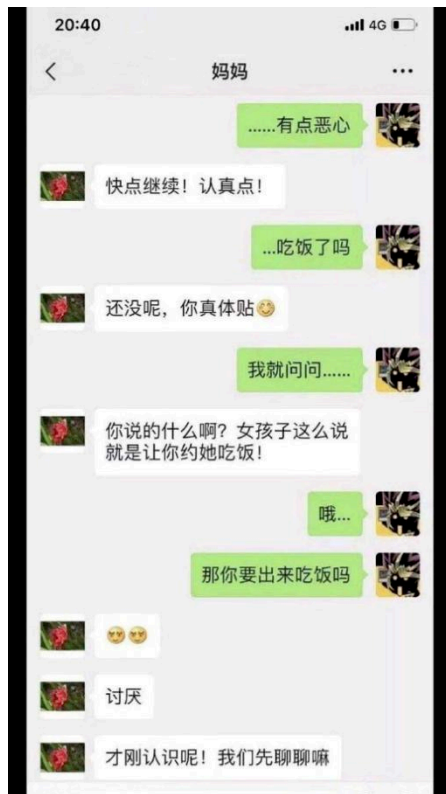 20:40
4G
妈妈
......有点恶心
快点继续！认真点！
...吃饭了吗
还没呢，你真体贴😊
我就问问......
你说的什么啊？女孩子这么说
就是让你约她吃饭！
哦...
那你要出来吃饭吗
😍😍
讨厌
才刚认识呢！我们先聊聊嘛